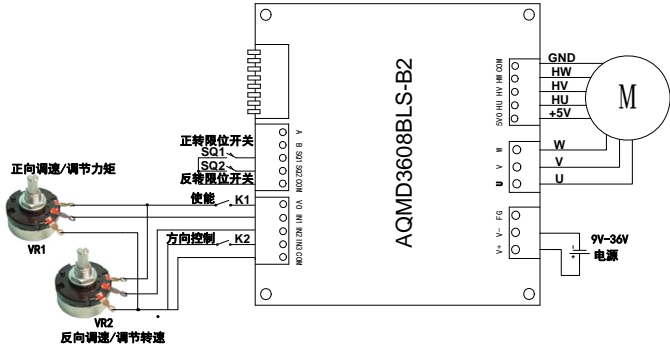 AQMD3608BLS-B2
正转限位开关
SQ1
SQ2
反转限位开关
正向调速/调节力矩
使能
K1
方向控制
K2
VR1
VR2
反向调速/调节转速
A
B
SQ1
SQ2
COM
VO
IN1
IN2
IN3
COM
COM
HW
HV
HU
5VO
GND
HW
HV
HU
+5V
M
W
V
U
W
V
U
FG
V-
V+
9V-36V
电源